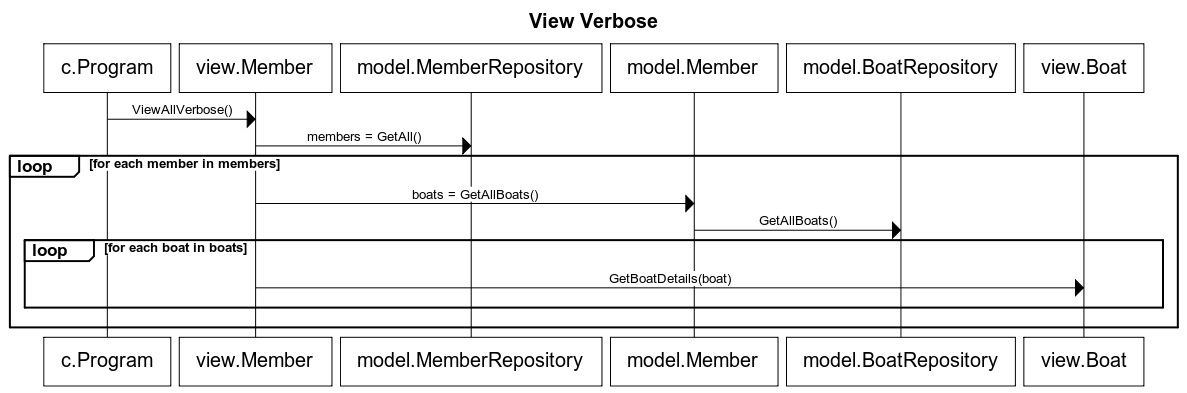 View Verbose
c.Program view.Member model.MemberRepository model.Member model.BoatRepository view.Boat
ViewAllVerbose()
members = GetAll()
loop [for each member in members]
boats = GetAllBoats()
GetAllBoats()
loop [for each boat in boats]
GetBoatDetails(boat)
c.Program view.Member model.MemberRepository model.Member model.BoatRepository view.Boat